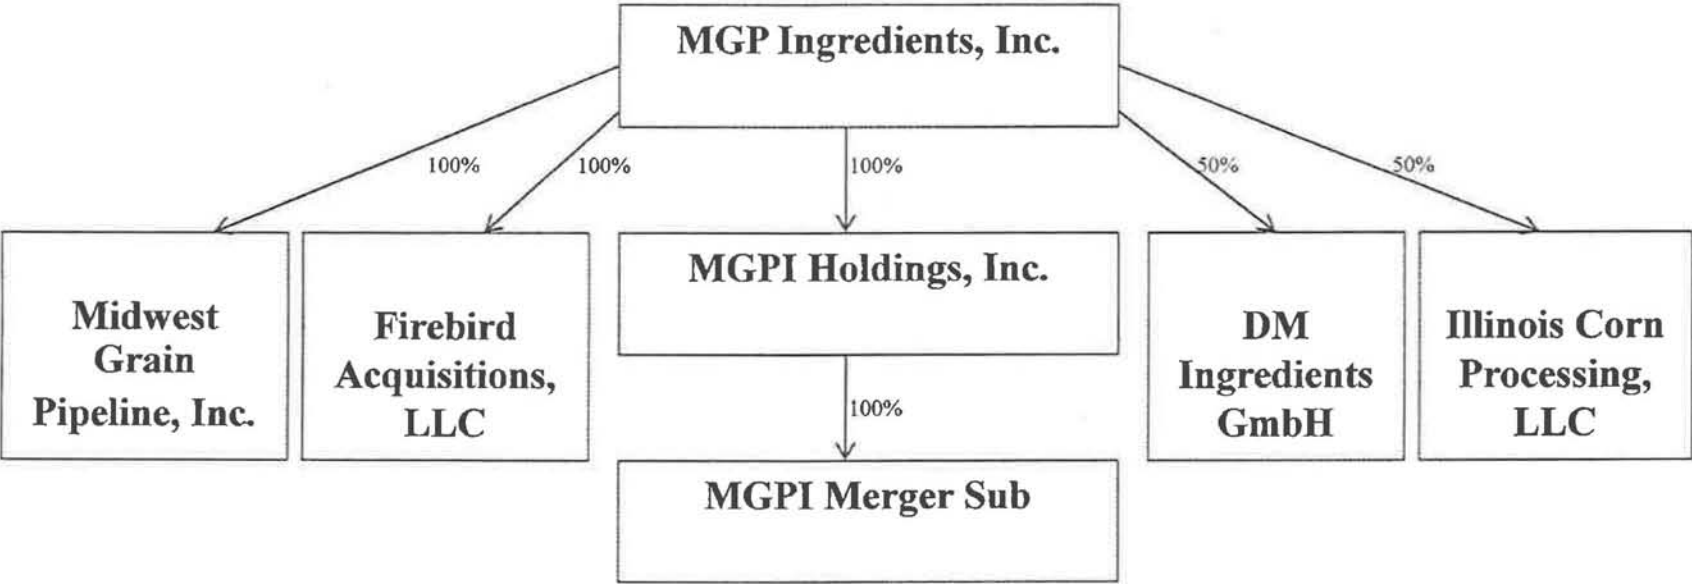 MGP Ingredients, Inc.
100%
100%
100%
50%
50%
Midwest
Grain
Pipeline, Inc.
Firebird
Acquisitions,
LLC
MGPI Holdings, Inc.
DM
Ingredients
GmbH
Illinois Corn
Processing,
LLC
100%
MGPI Merger Sub